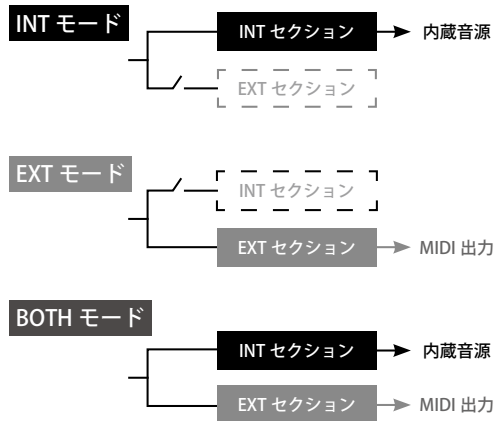 INT モード
INT セクション
内蔵音源
EXT セクション
EXT モード
INT セクション
EXT セクション
MIDI 出力
BOTH モード
INT セクション
内蔵音源
EXT セクション
MIDI 出力